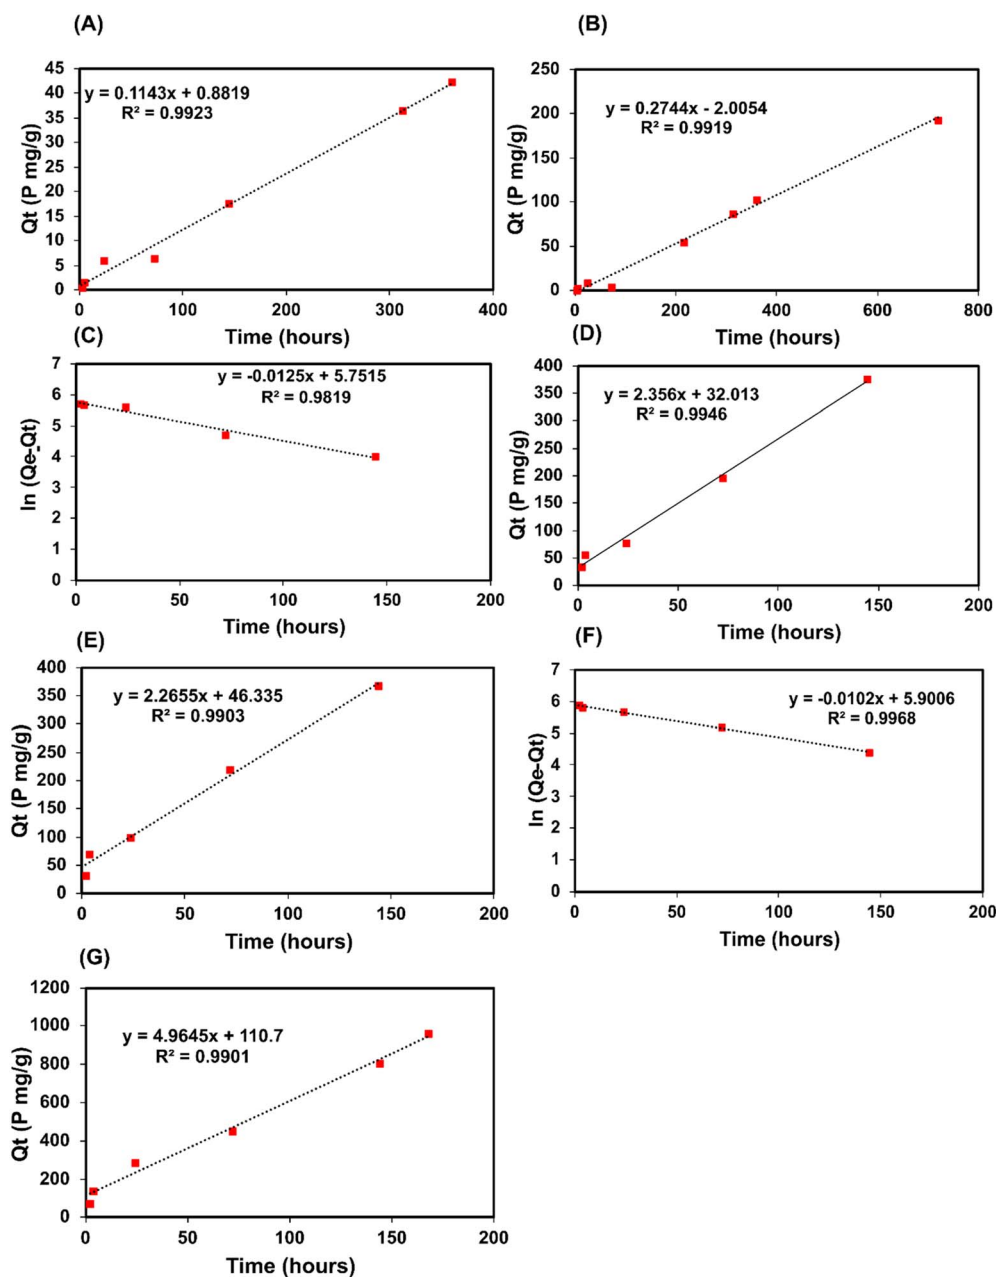 (A)
y = 0.1143x + 0.8819
R² = 0.9923
Qt (P mg/g)
45
40
35
30
25
20
15
10
5
0
0 100 200 300 400
Time (hours)
(B)
y = 0.2744x - 2.0054
R² = 0.9919
Qt (P mg/g)
250
200
150
100
50
0
0 200 400 600 800
Time (hours)
(C)
y = -0.0125x + 5.7515
R² = 0.9819
ln (Qe-Qt)
7
6
5
4
3
2
1
0
0 50 100 150 200
Time (hours)
(D)
y = 2.356x + 32.013
R² = 0.9946
Qt (P mg/g)
400
350
300
250
200
150
100
50
0
0 50 100 150 200
Time (hours)
(E)
y = 2.2655x + 46.335
R² = 0.9903
Qt (P mg/g)
400
350
300
250
200
150
100
50
0
0 50 100 150 200
Time (hours)
(F)
y = -0.0102x + 5.9006
R² = 0.9968
ln (Qe-Qt)
7
6
5
4
3
2
1
0
0 50 100 150 200
Time (hours)
(G)
y = 4.9645x + 110.7
R² = 0.9901
Qt (P mg/g)
1200
1000
800
600
400
200
0
0 50 100 150 200
Time (hours)